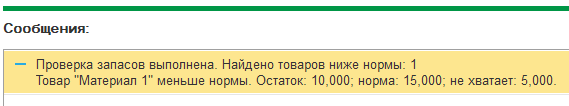 Сообщения:
Проверка запасов выполнена. Найдено товаров ниже нормы: 1
Товар "Материал 1" меньше нормы. Остаток: 10,000; норма: 15,000; не хватает: 5,000.